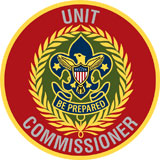 UNIT
BE PREPARED
COMMISSIONER